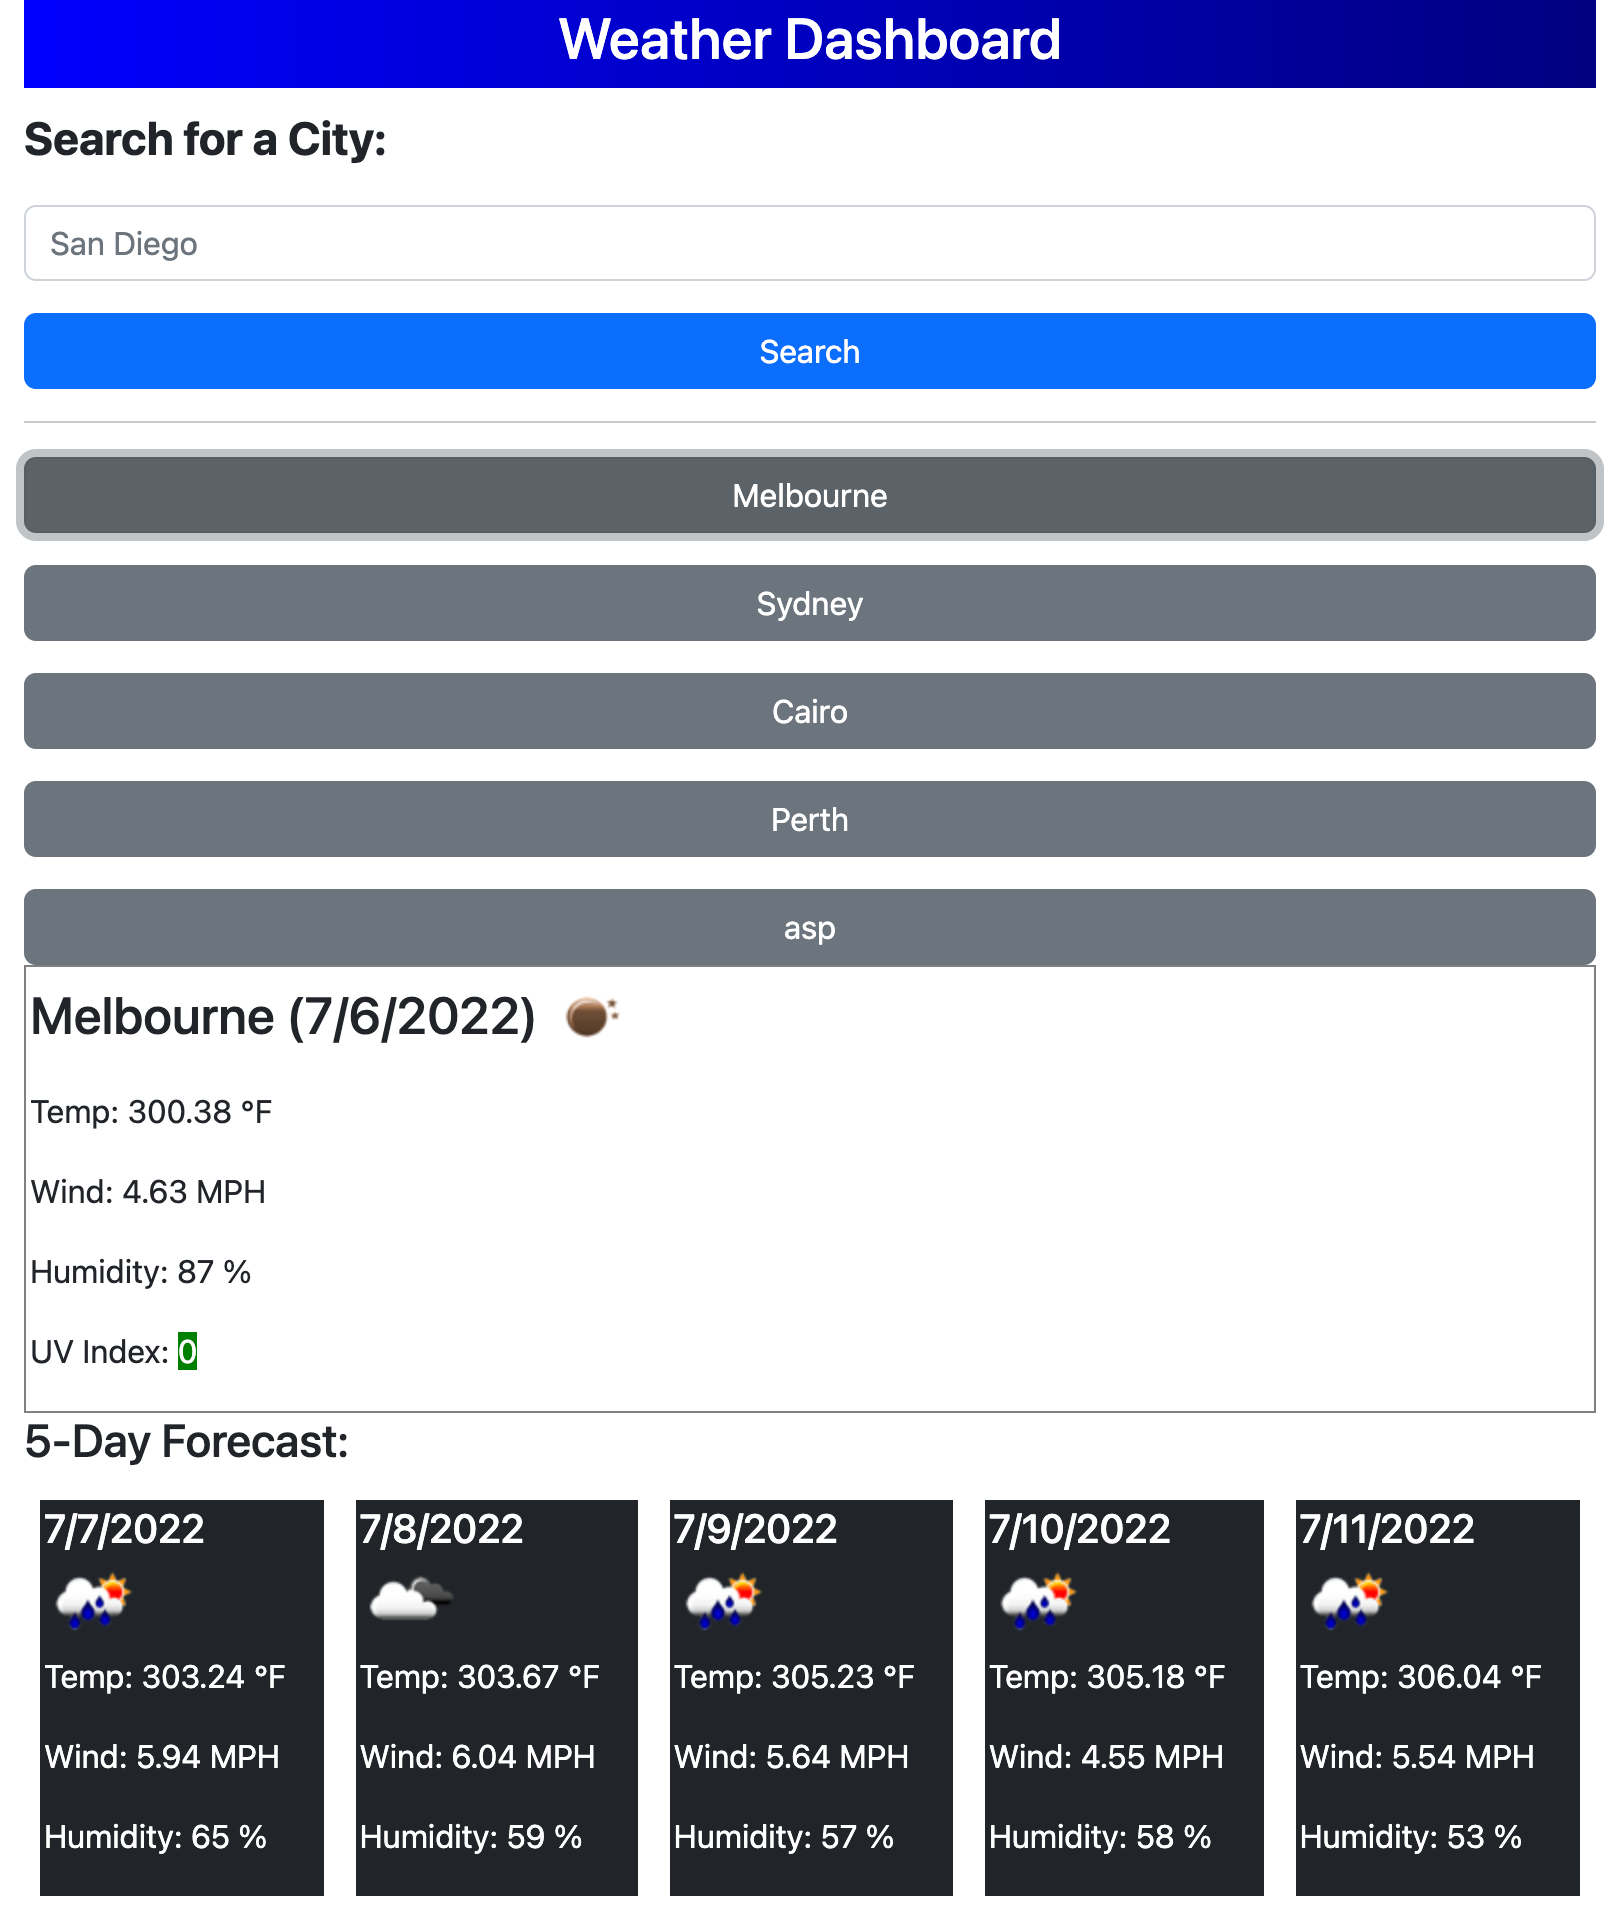 Weather Dashboard
Search for a City:
San Diego
Search
Melbourne
Sydney
Cairo
Perth
asp
Melbourne (7/6/2022)
Temp: 300.38 °F
Wind: 4.63 MPH
Humidity: 87 %
UV Index: 0
5-Day Forecast:
7/7/2022
Temp: 303.24 °F
Wind: 5.94 MPH
Humidity: 65 %
7/8/2022
Temp: 303.67 °F
Wind: 6.04 MPH
Humidity: 59 %
7/9/2022
Temp: 305.23 °F
Wind: 5.64 MPH
Humidity: 57 %
7/10/2022
Temp: 305.18 °F
Wind: 4.55 MPH
Humidity: 58 %
7/11/2022
Temp: 306.04 °F
Wind: 5.54 MPH
Humidity: 53 %